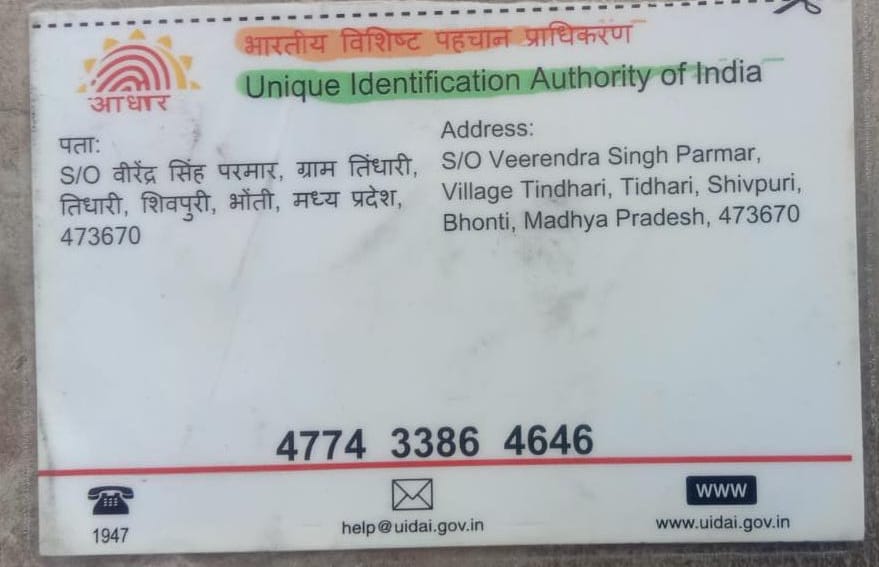 भारतीय विशिष्ट पहचान प्राधिकरण
Unique Identification Authority of India
आधार
पता:
S/O वीरेंद्र सिंह परमार, ग्राम तिंधारी,
तिधारी, शिवपुरी, भोंती, मध्य प्रदेश,
473670
Address:
S/O Veerendra Singh Parmar,
Village Tindhari, Tidhari, Shivpuri,
Bhonti, Madhya Pradesh, 473670
4774 3386 4646
1947
help@uidai.gov.in
www
www.uidai.gov.in